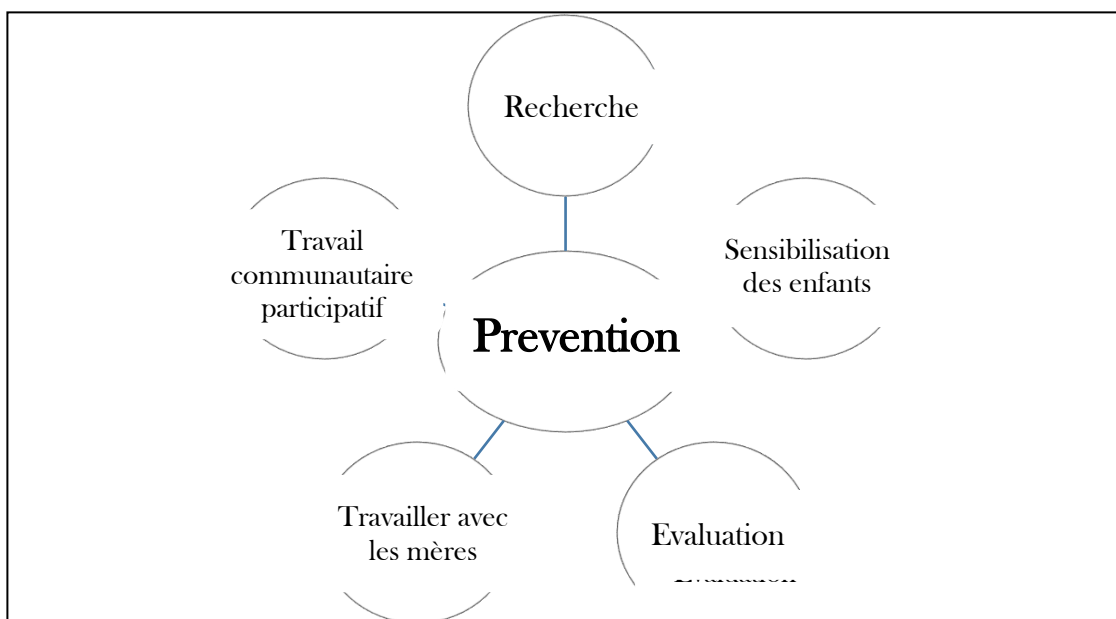 Recherche
Travail
communautaire
participatif
Sensibilisation
des enfants
Prevention
Travailler avec
les mères
Evaluation